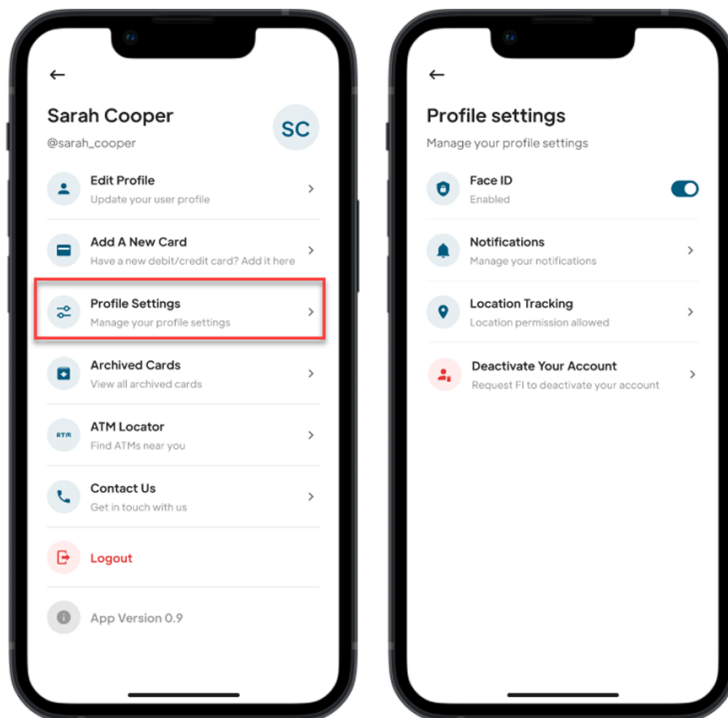 Sarah Cooper
SC
@sarah_cooper
Edit Profile
Update your user profile
Add A New Card
Have a new debit/credit card? Add it here
Profile Settings
Manage your profile settings
Archived Cards
View all archived cards
ATM
ATM Locator
Find ATMs near you
Contact Us
Get in touch with us
Logout
App Version 0.9
Profile settings
Manage your profile settings
Face ID
Enabled
Notifications
Manage your notifications
Location Tracking
Location permission allowed
Deactivate Your Account
Request FI to deactivate your account